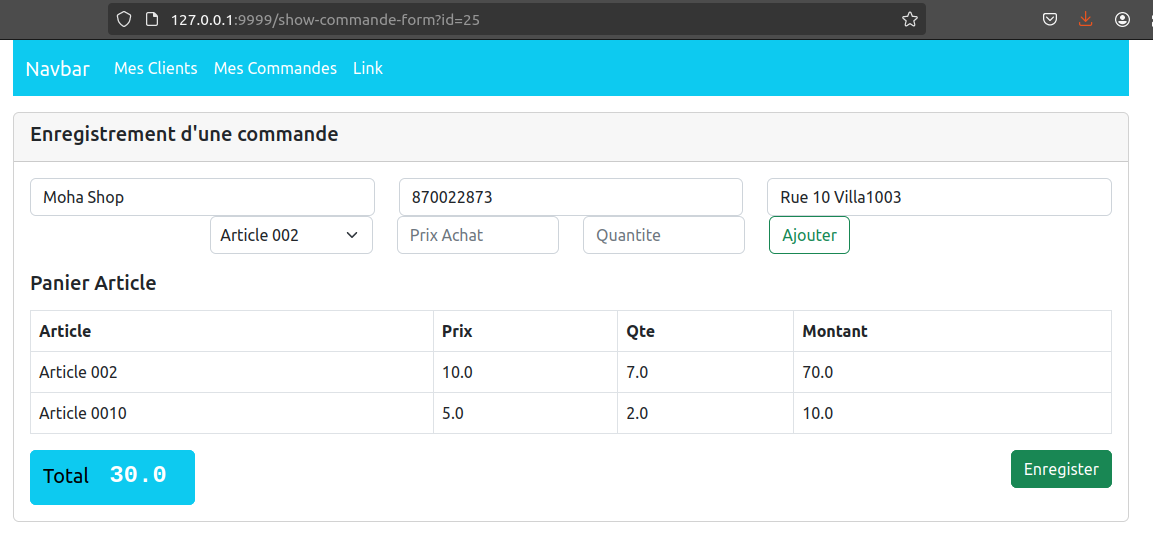 127.0.0.1:9999/show-commande-form?id=25
Navbar Mes Clients Mes Commandes Link
Enregistrement d'une commande
Moha Shop 870022873 Rue 10 Villa1003
Article 002 Prix Achat Quantite Ajouter
Panier Article
Article Prix Qte Montant
Article 002 10.0 7.0 70.0
Article 0010 5.0 2.0 10.0
Total 30.0 Enregister